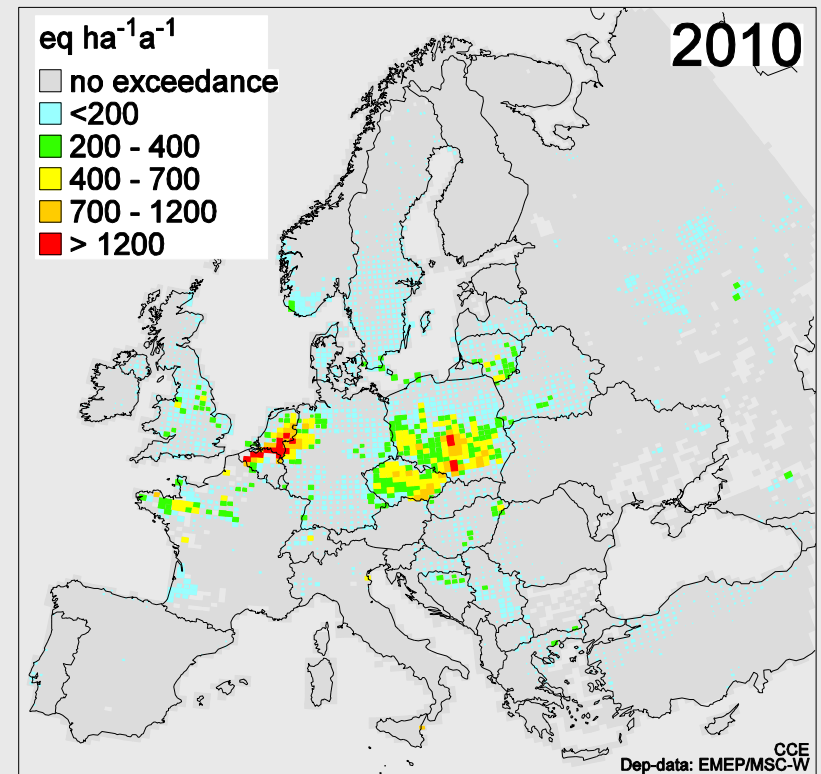 eq ha⁻¹a⁻¹
no exceedance
<200
200 - 400
400 - 700
700 - 1200
> 1200
2010
CCE
Dep-data: EMEP/MSC-W